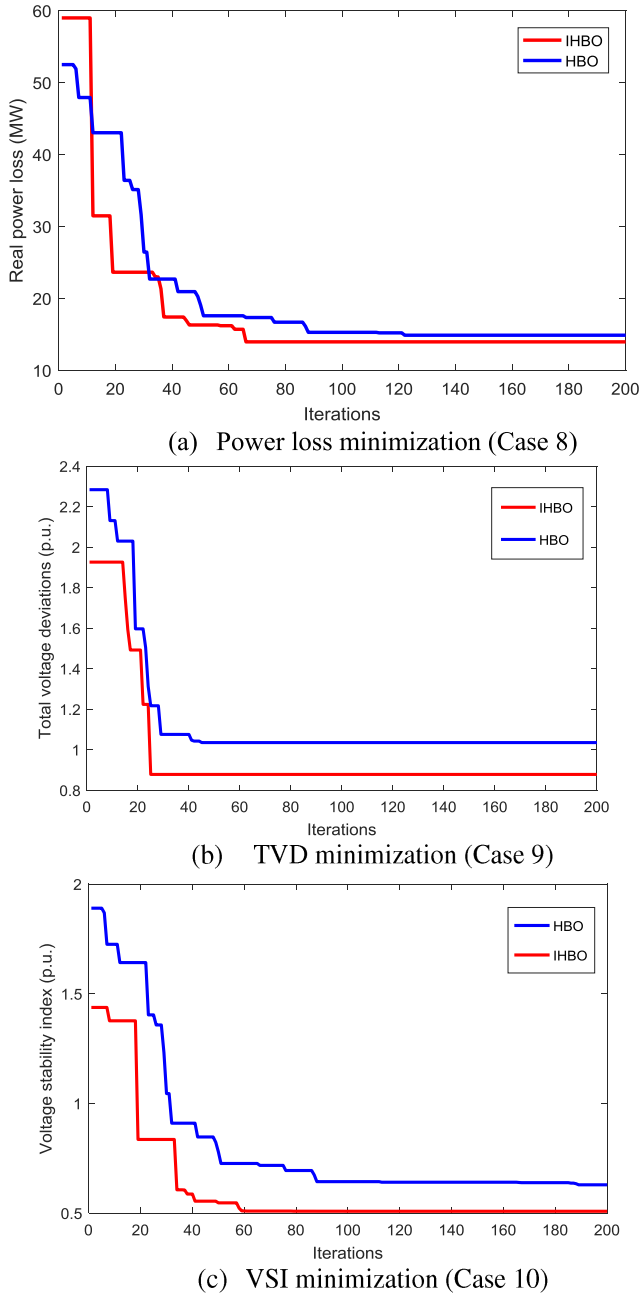 60
50
40
30
20
10
Real power loss (MW)
IHBO
HBO
0 20 40 60 80 100 120 140 160 180 200
Iterations
(a) Power loss minimization (Case 8)
2.4
2.2
2
1.8
1.6
1.4
1.2
1
0.8
Total voltage deviations (p.u.)
IHBO
HBO
0 20 40 60 80 100 120 140 160 180 200
Iterations
(b) TVD minimization (Case 9)
2
1.5
1
0.5
Voltage stability index (p.u.)
HBO
IHBO
0 20 40 60 80 100 120 140 160 180 200
Iterations
(c) VSI minimization (Case 10)